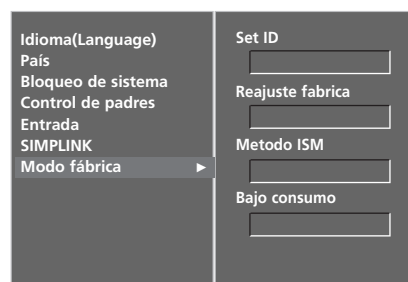 Idioma(Language)
País
Bloqueo de sistema
Control de padres
Entrada
SIMPLINK
Modo fábrica ►
Set ID
Reajuste fabrica
Metodo ISM
Bajo consumo